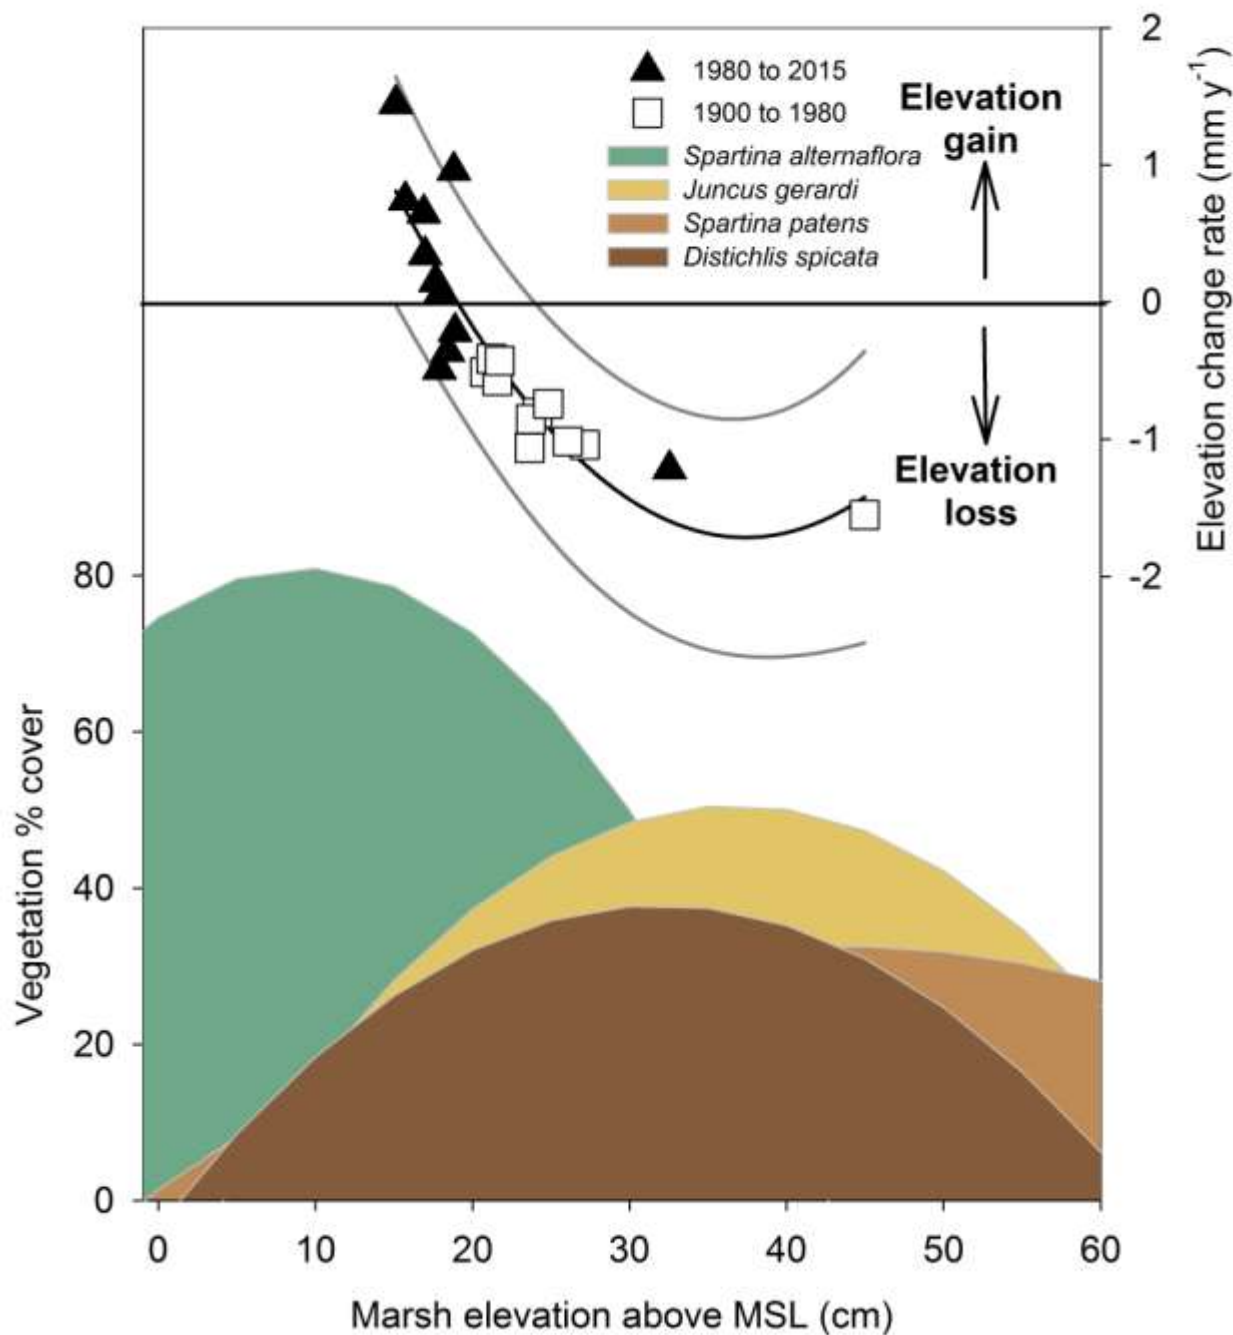 2
1980 to 2015
1900 to 1980
Elevation
gain
Spartina alternaflora
1
Juncus gerardi
Spartina patens
Distichlis spicata
0
Elevation change rate (mm y-1)
-1
Elevation
loss
-2
80
60
40
20
0
Vegetation % cover
0 10 20 30 40 50 60
Marsh elevation above MSL (cm)